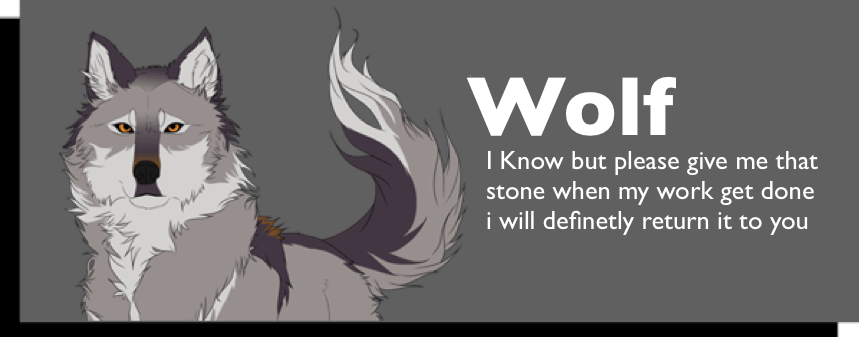 Wolf
I Know but please give me that
stone when my work get done
i will definetly return it to you